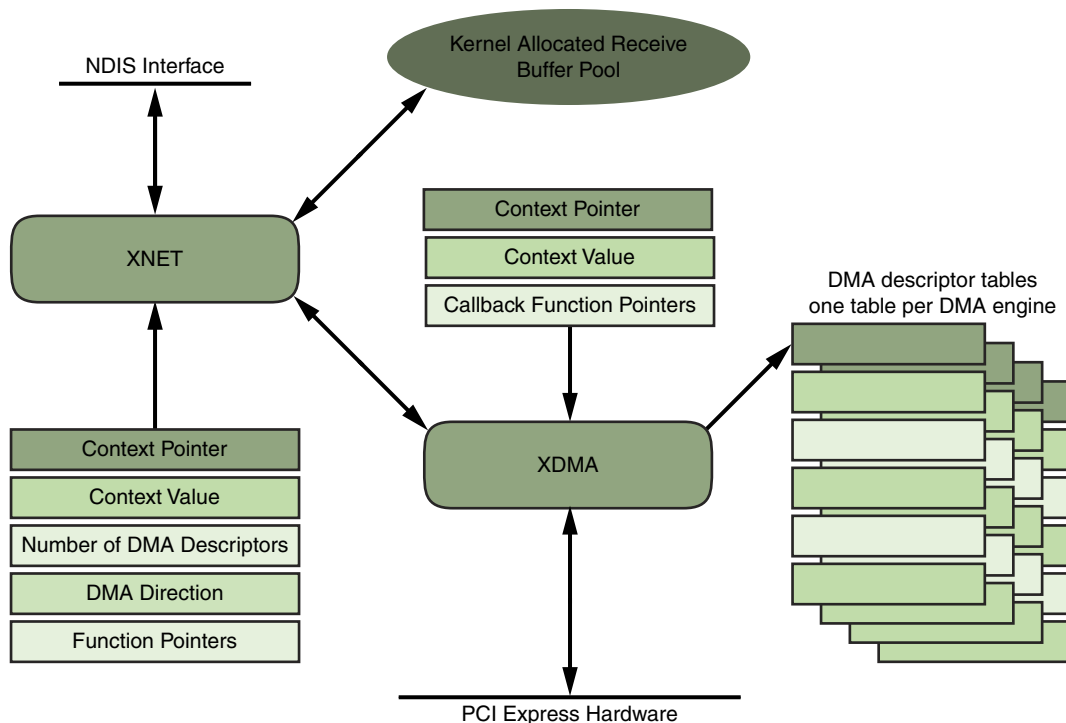 Kernel Allocated Receive
Buffer Pool
NDIS Interface
XNET
Context Pointer
Context Value
Callback Function Pointers
DMA descriptor tables
one table per DMA engine
XDMA
Context Pointer
Context Value
Number of DMA Descriptors
DMA Direction
Function Pointers
PCI Express Hardware